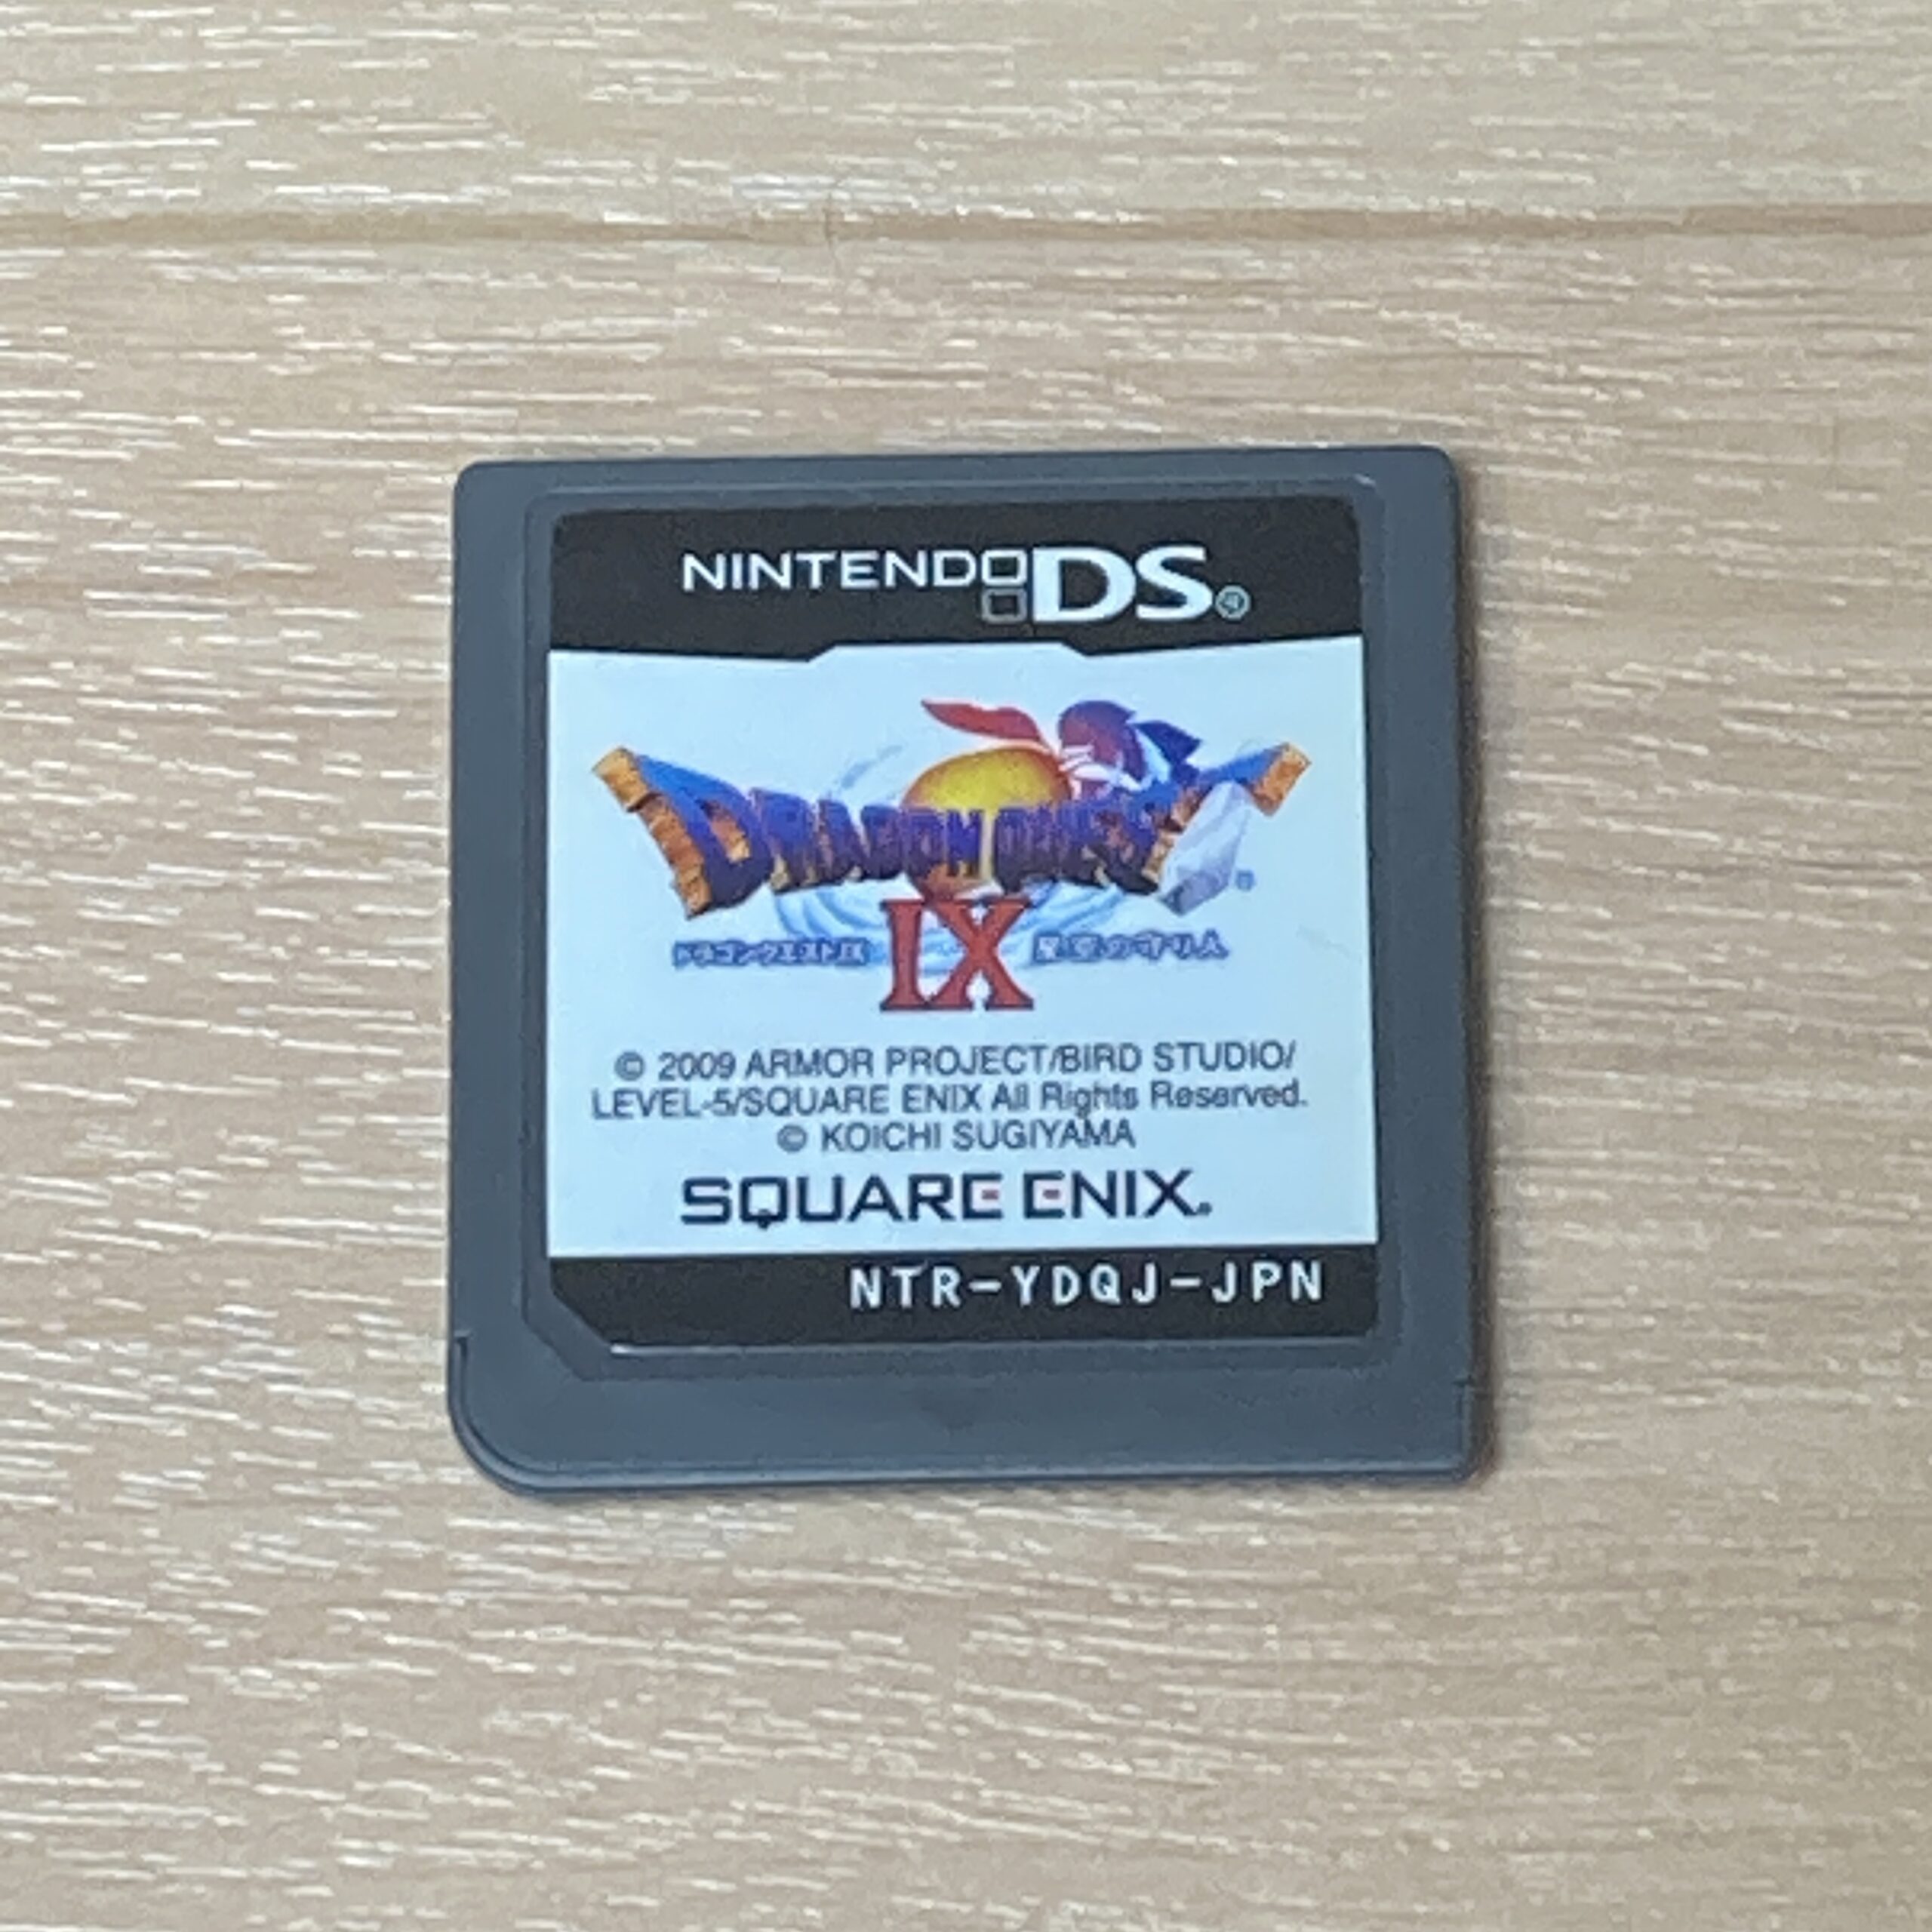 NINTENDO DS®
DRAGON QUEST®
IX
ドラゴンクエストIX 星空の守り人
© 2009 ARMOR PROJECT/BIRD STUDIO/
LEVEL-5/SQUARE ENIX All Rights Reserved.
© KOICHI SUGIYAMA
SQUARE ENIX.
NTR-YDQJ-JPN